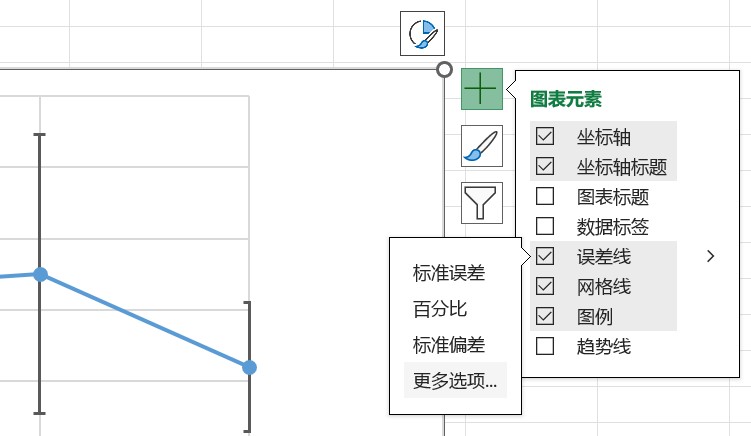 图表元素
坐标轴
坐标轴标题
图表标题
数据标签
误差线
网格线
图例
趋势线
标准误差
百分比
标准偏差
更多选项...